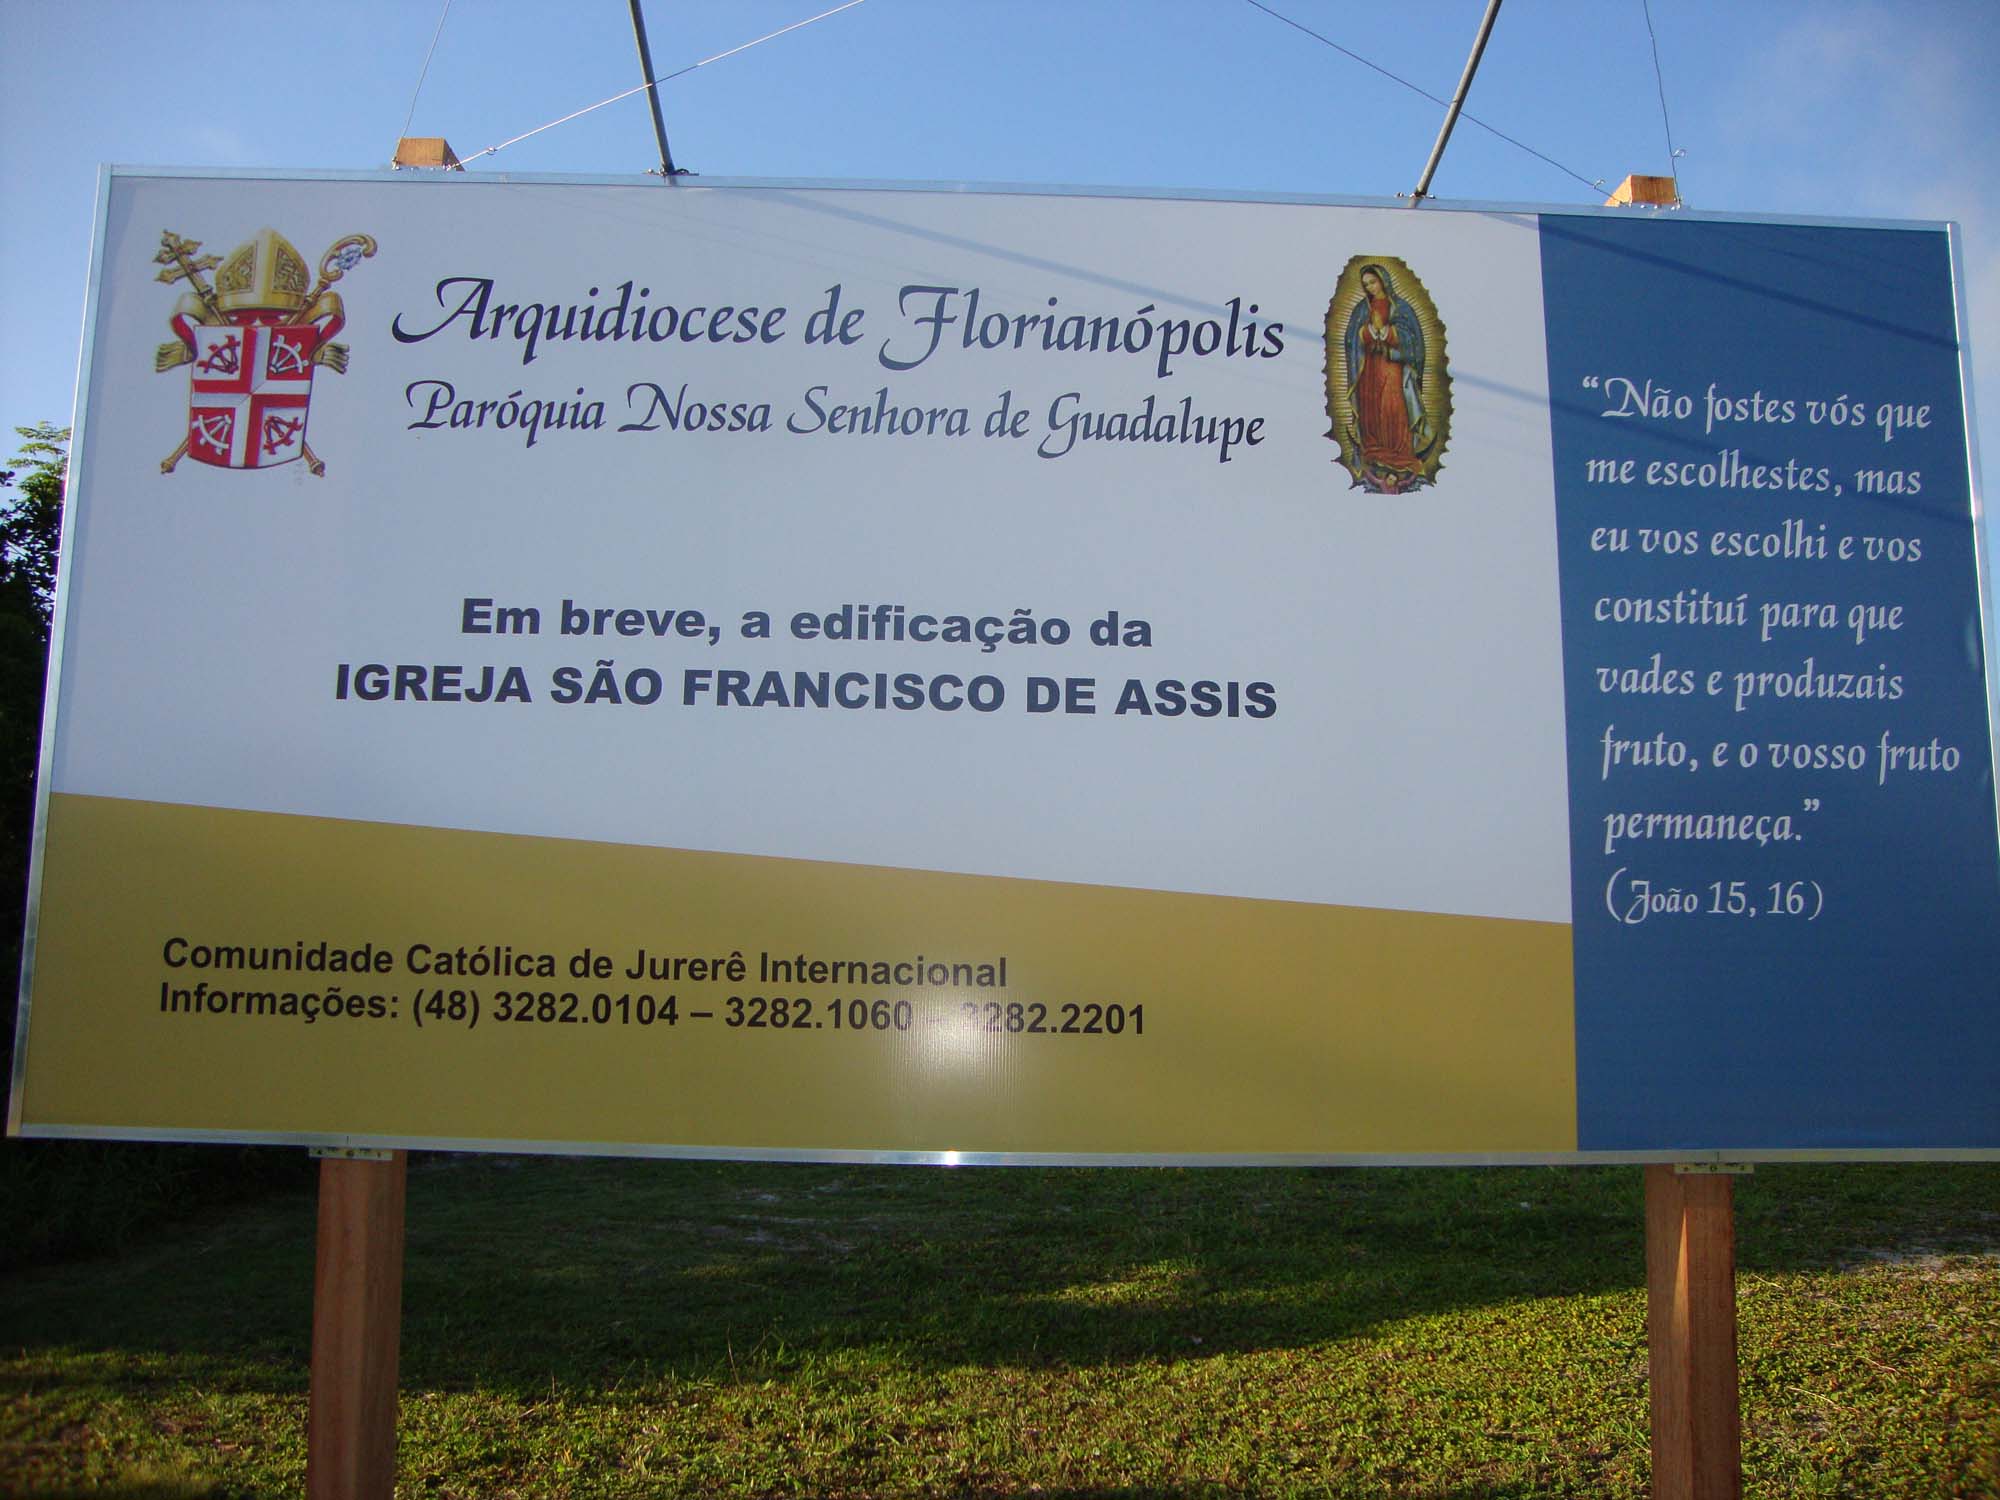 Arquidiocese de Florianópolis
Paróquia Nossa Senhora de Guadalupe
Em breve, a edificação da
IGREJA SÃO FRANCISCO DE ASSIS
Comunidade Católica de Jurerê Internacional
Informações: (48) 3282.0104 – 3282.1060 – 3282.2201
“Não fostes vós que
me escolhestes, mas
eu vos escolhi e vos
constituí para que
vades e produzais
fruto, e o vosso fruto
permaneça.”
(João 15, 16)